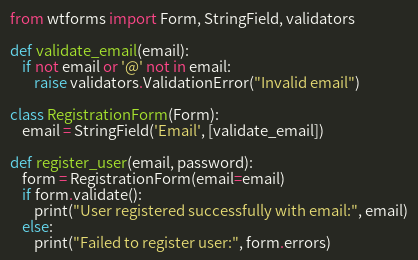 from wtforms import Form, StringField, validators

def validate_email(email):
    if not email or '@' not in email:
        raise validators.ValidationError("Invalid email")

class RegistrationForm(Form):
    email = StringField('Email', [validate_email])

def register_user(email, password):
    form = RegistrationForm(email=email)
    if form.validate():
        print("User registered successfully with email:", email)
    else:
        print("Failed to register user:", form.errors)